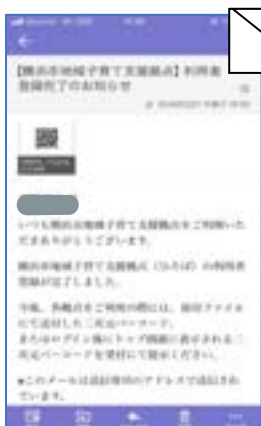 【横浜市地域子育て支援拠点】利用者
登録完了のお知らせ
いつも横浜市地域子育て支援拠点をご利用いた
だきありがとうございます。
横浜市地域子育て支援拠点（ひろば）の利用者
登録が完了しました。
今後、各拠点をご利用の際には、添付ファイル
にて送付した二次元バーコード、
またはログイン後にトップ画面に表示される二
次元バーコードを受付にて提示ください。
※このメールは送信専用のアドレスで送信され
ています。